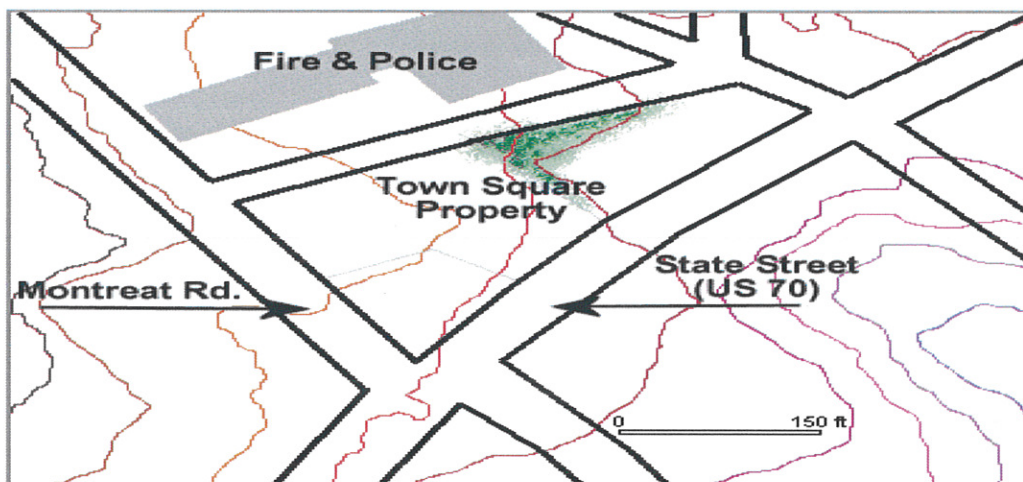 Fire & Police
Town Square
Property
Montreat Rd.
State Street
(US 70)
0 150 ft